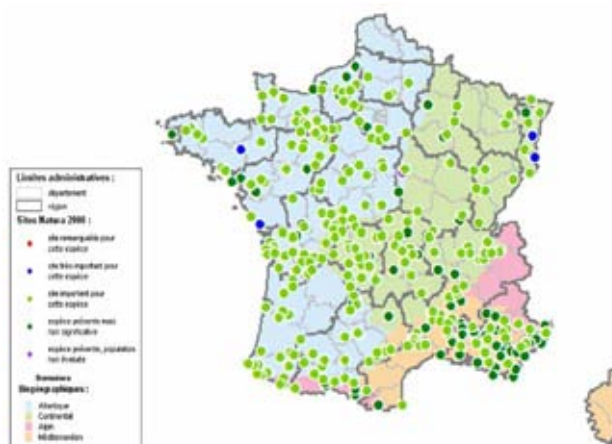 Limites administratives :
département
région
Sites Natura 2000 :
site remarquable pour
cette espèce
site très important pour
cette espèce
site important pour
cette espèce
espèce présente mais
non significative
espèce présente, population
non évaluée
Domaines
Biogéographiques :
Atlantique
Continental
Alpin
Méditerranéen